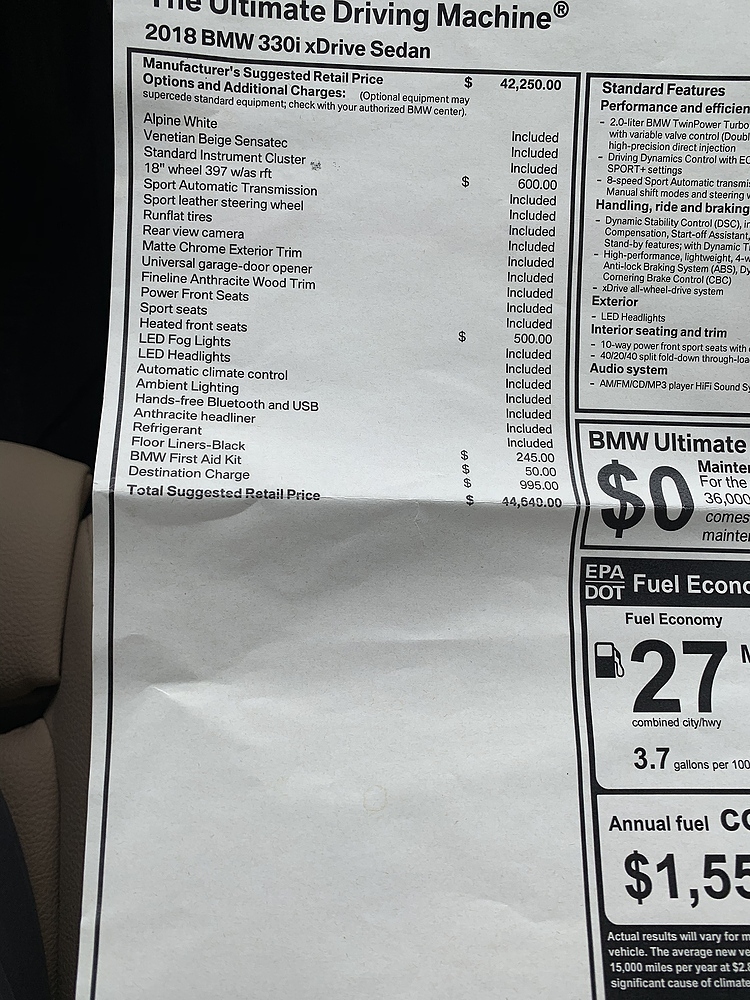 The Ultimate Driving Machine®
2018 BMW 330i xDrive Sedan
Manufacturer's Suggested Retail Price $ 42,250.00
Options and Additional Charges: (Optional equipment may
supercede standard equipment; check with your authorized BMW center).
Alpine White Included
Venetian Beige Sensatec Included
Standard Instrument Cluster Included
18" wheel 397 w/as rft $ 600.00
Sport Automatic Transmission Included
Sport leather steering wheel Included
Runflat tires Included
Rear view camera Included
Matte Chrome Exterior Trim Included
Universal garage-door opener Included
Fineline Anthracite Wood Trim Included
Power Front Seats Included
Sport seats Included
Heated front seats $ 500.00
LED Fog Lights Included
LED Headlights Included
Automatic climate control Included
Ambient Lighting Included
Hands-free Bluetooth and USB Included
Anthracite headliner Included
Refrigerant Included
Floor Liners-Black $ 245.00
BMW First Aid Kit $ 50.00
Destination Charge $ 995.00
Total Suggested Retail Price $ 44,640.00
Standard Features
Performance and efficien
- 2.0-liter BMW TwinPower Turbo
with variable valve control (Doubl
high-precision direct injection
- Driving Dynamics Control with EC
SPORT+ settings
- 8-speed Sport Automatic transmis
Manual shift modes and steering w
Handling, ride and braking
- Dynamic Stability Control (DSC), in
Compensation, Start-off Assistant,
Stand-by features; with Dynamic T
- High-performance, lightweight, 4-w
Anti-lock Braking System (ABS), Dy
Cornering Brake Control (CBC)
- xDrive all-wheel-drive system
Exterior
- LED Headlights
Interior seating and trim
- 10-way power front sport seats with
- 40/20/40 split fold-down through-loa
Audio system
- AM/FM/CD/MP3 player HiFi Sound Sy
BMW Ultimate
$0
Mainten
For the
36,000
comes
mainte
EPA
DOT
Fuel Econo
Fuel Economy
27
combined city/hwy
3.7 gallons per 100
Annual fuel CO
$1,55
Actual results will vary for m
vehicle. The average new ve
15,000 miles per year at $2.8
significant cause of climate